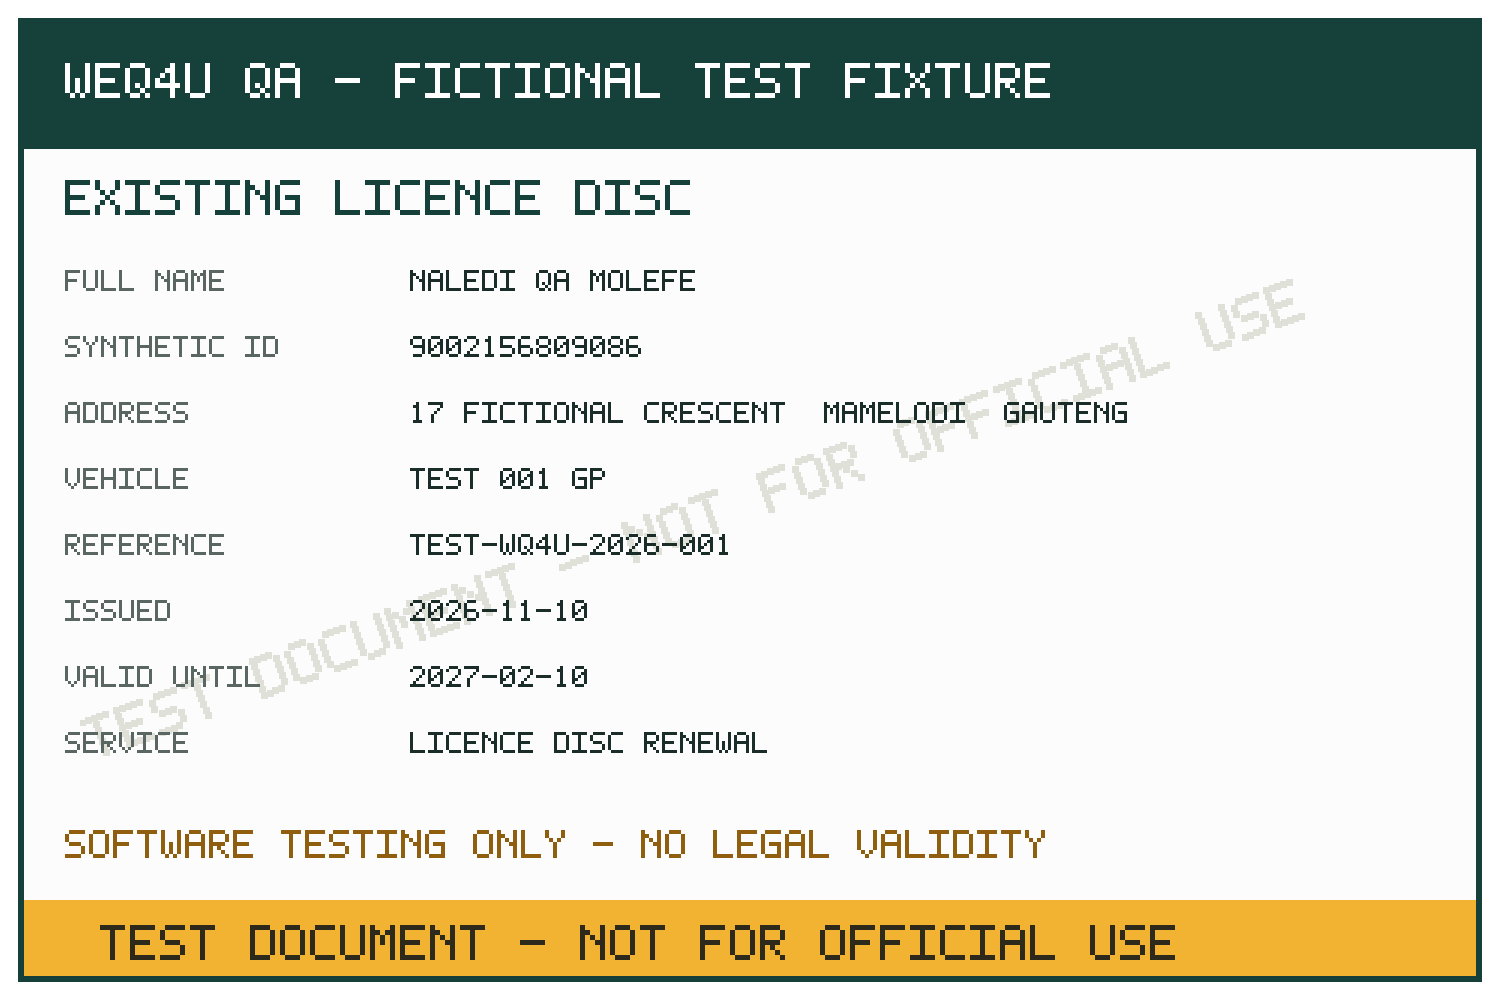 WEQ4U QA - FICTIONAL TEST FIXTURE
EXISTING LICENCE DISC
FULL NAME NALEDI QA MOLEFE
SYNTHETIC ID 9002156809086
ADDRESS 17 FICTIONAL CRESCENT MAMELODI GAUTENG
VEHICLE TEST 001 GP
REFERENCE TEST-WQ4U-2026-001
ISSUED 2026-11-10
VALID UNTIL 2027-02-10
SERVICE LICENCE DISC RENEWAL
TEST DOCUMENT - NOT FOR OFFICIAL USE
SOFTWARE TESTING ONLY - NO LEGAL VALIDITY
TEST DOCUMENT - NOT FOR OFFICIAL USE